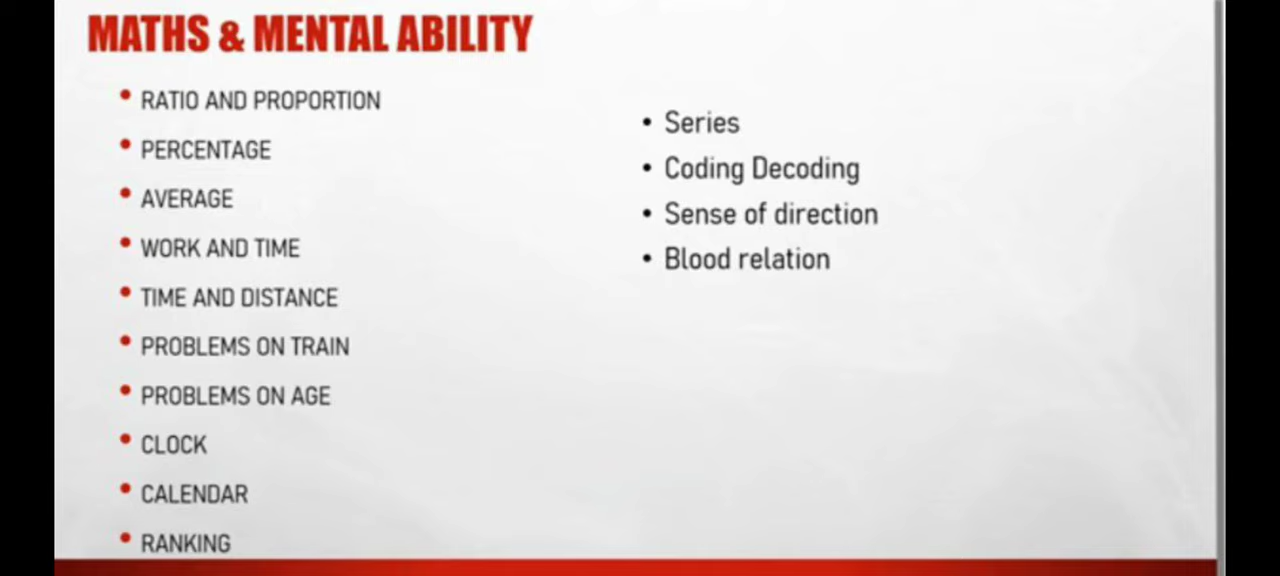 MATHS & MENTAL ABILITY
• RATIO AND PROPORTION
• PERCENTAGE
• AVERAGE
• WORK AND TIME
• TIME AND DISTANCE
• PROBLEMS ON TRAIN
• PROBLEMS ON AGE
• CLOCK
• CALENDAR
• RANKING
• Series
• Coding Decoding
• Sense of direction
• Blood relation